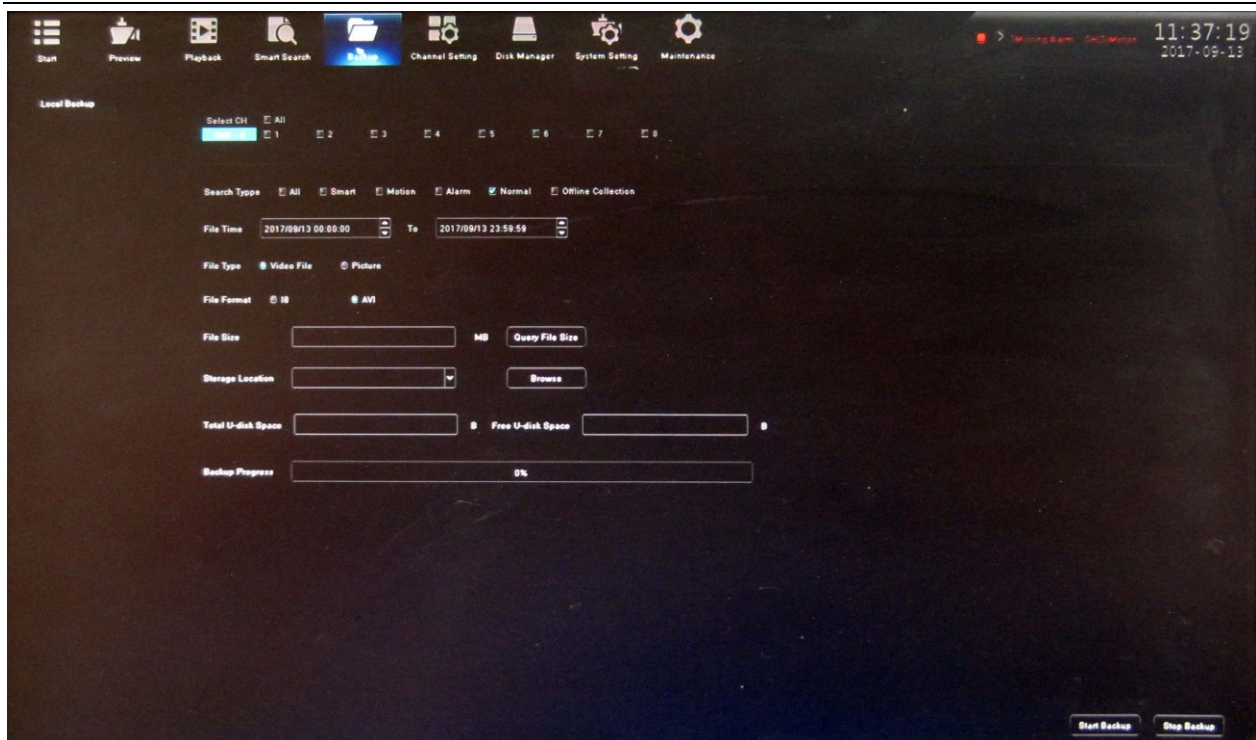 Start Preview Playback Smart Search Backup Channel Setting Disk Manager System Setting Maintenance
11:37:19
2017-09-13
Local Backup
Select CH All
1 2 3 4 5 6 7 8
Search Typpe All Smart Motion Alarm Normal Offline Collection
File Time 2017/09/13 00:00:00 To 2017/09/13 23:59:59
File Type Video File Picture
File Format I8 AVI
File Size MB Query File Size
Storage Location Browse
Total U-disk Space B Free U-disk Space B
Backup Progress 0%
Start Backup Stop Backup